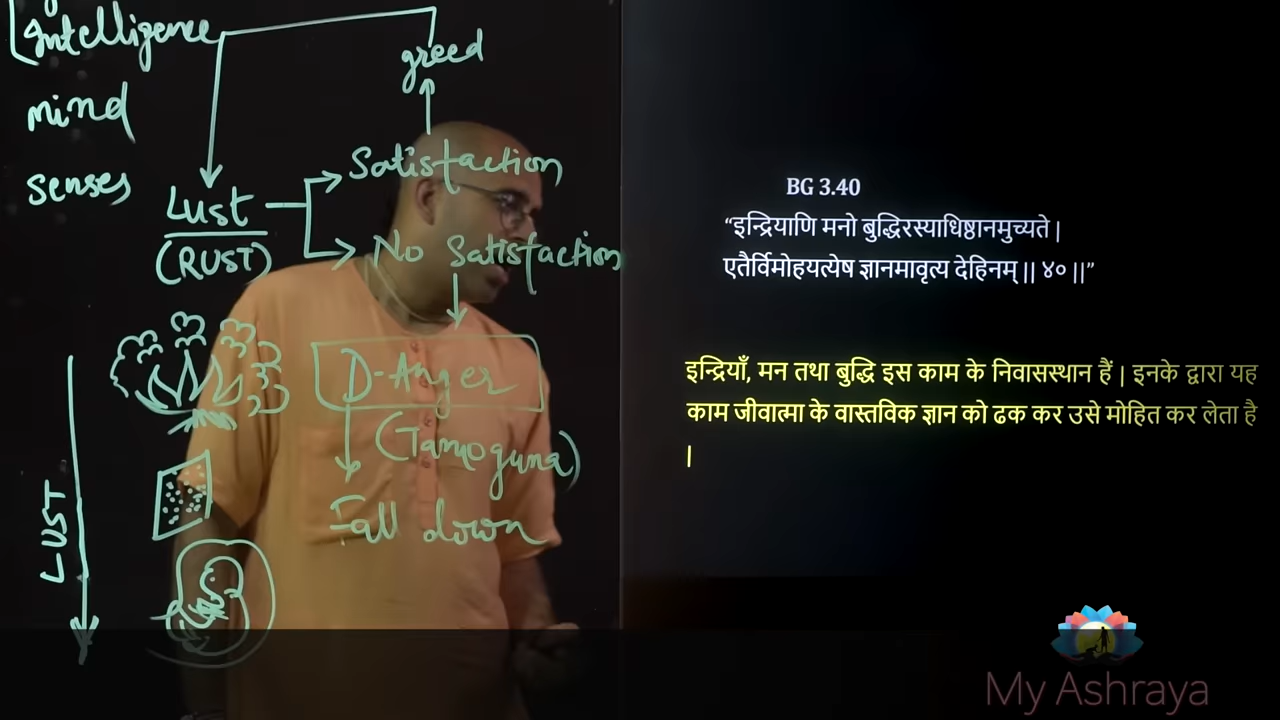 Intelligence
mind
senses
greed
Satisfaction
Lust
(RUST)
No Satisfaction
D-Anger
(Tamoguna)
Fall down
LUST
BG 3.40
“इन्द्रियाणि मनो बुद्धिरस्याधिष्ठानमुच्यते |
एतैर्विमोहयत्येष ज्ञानमावृत्य देहिनम् || ४० ||”
इन्द्रियाँ, मन तथा बुद्धि इस काम के निवासस्थान हैं | इनके द्वारा यह
काम जीवात्मा के वास्तविक ज्ञान को ढक कर उसे मोहित कर लेता है
|
My Ashraya